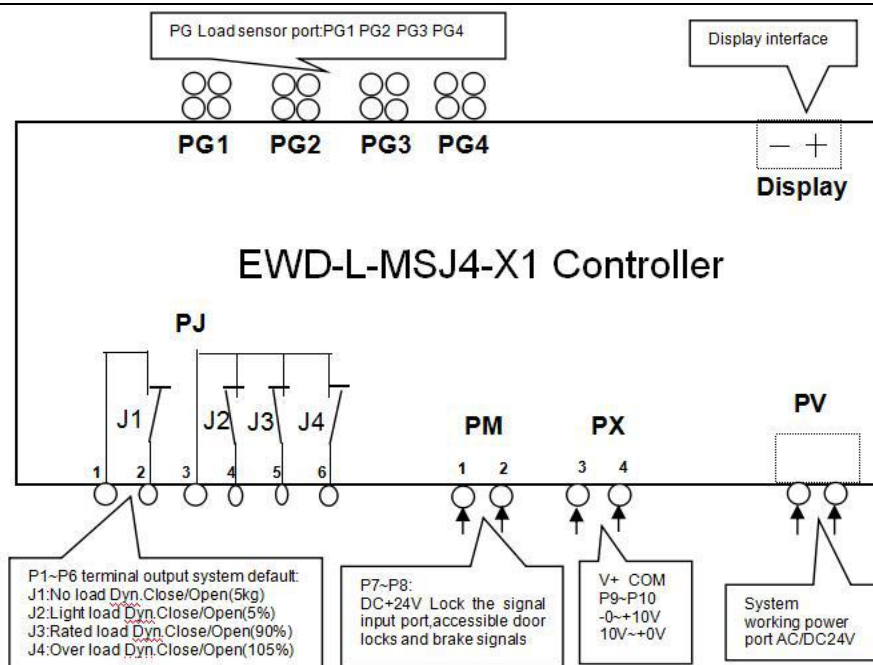 PG Load sensor port:PG1 PG2 PG3 PG4
Display interface
PG1 PG2 PG3 PG4
− +
Display
EWD-L-MSJ4-X1 Controller
PJ
J1 J2 J3 J4
PM PX PV
1 2 3 4 5 6
1 2 3 4
P1~P6 terminal output system default:
J1:No load Dyn.Close/Open(5kg)
J2:Light load Dyn.Close/Open(5%)
J3:Rated load Dyn.Close/Open(90%)
J4:Over load Dyn.Close/Open(105%)
P7~P8:
DC+24V Lock the signal
input port,accessible door
locks and brake signals
V+ COM
P9~P10
-0~+10V
10V~+0V
System
working power
port AC/DC24V